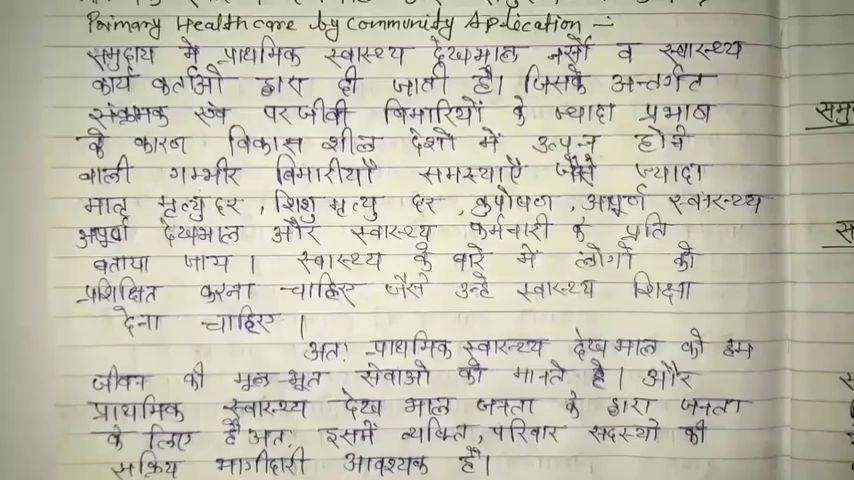 Primary Healthcare by community Application :-
समुदाय में प्राथमिक स्वास्थ्य देखभाल नर्सों व स्वास्थ्य
कार्य कर्ताओं द्वारा दी जाती है। जिसके अन्तर्गत
संक्रमक एवं परजीवी बिमारियों के ज्यादा प्रभाव
के कारण विकास शील देशों में उत्पन्न होने
वाली गम्भीर बिमारीयाँ समस्याएँ जैसे ज्यादा
मातृ मृत्यु दर, शिशु मृत्यु दर, कुपोषण, अपूर्ण स्वास्थ्य
अपूर्ण देखभाल और स्वास्थ्य कर्मचारी के प्रति
बताया जाय। स्वास्थ्य के बारे में लोगों को
प्रशिक्षित करना चाहिए जैसे उन्हे स्वास्थ्य शिक्षा
देना चाहिए।
अतः प्राथमिक स्वास्थ्य देखभाल को हम
जीवन की मूल-भूत सेवाओं को मानते है। और
प्राथमिक स्वास्थ्य देख भाल जनता के द्वारा जनता
के लिए है अतः इसमें व्यक्ति, परिवार सदस्यो की
सक्रिय भागीदारी आवश्यक है।
समु
स